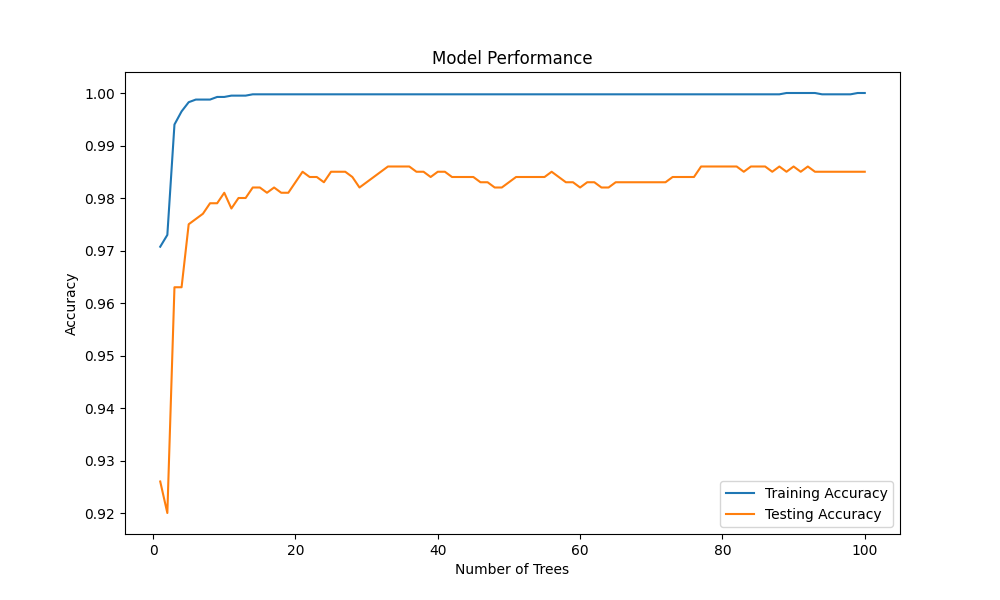 Model Performance
1.00
0.99
0.98
0.97
0.96
0.95
0.94
0.93
0.92
Accuracy
0 20 40 60 80 100
Number of Trees
Training Accuracy
Testing Accuracy